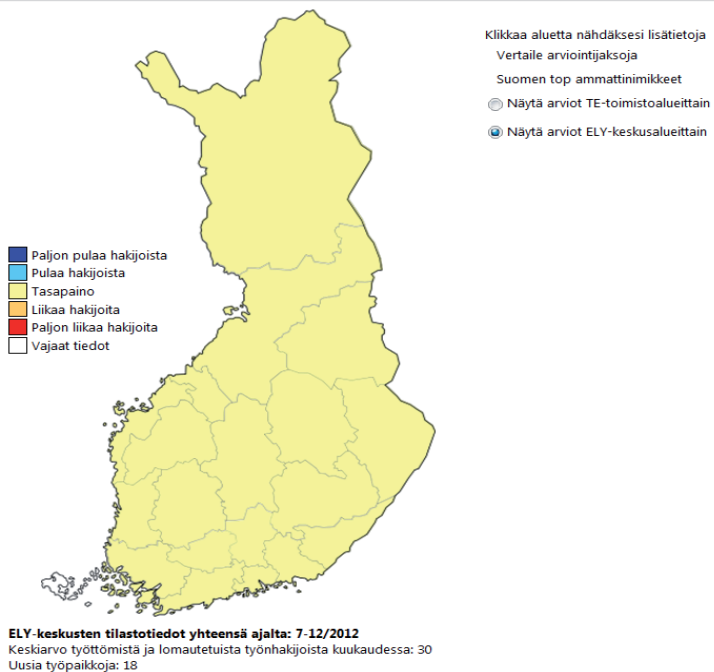 Klikkaa aluetta nähdäksesi lisätietoja
Vertaile arviointijaksoja
Suomen top ammattinimikkeet
Näytä arviot TE-toimistoalueittain
Näytä arviot ELY-keskusalueittain
Paljon pulaa hakijoista
Pulaa hakijoista
Tasapaino
Liikaa hakijoita
Paljon liikaa hakijoita
Vajaat tiedot
ELY-keskusten tilastotiedot yhteensä ajalta: 7-12/2012
Keskiarvo työttömistä ja lomautetuista työnhakijoista kuukaudessa: 30
Uusia työpaikkoja: 18